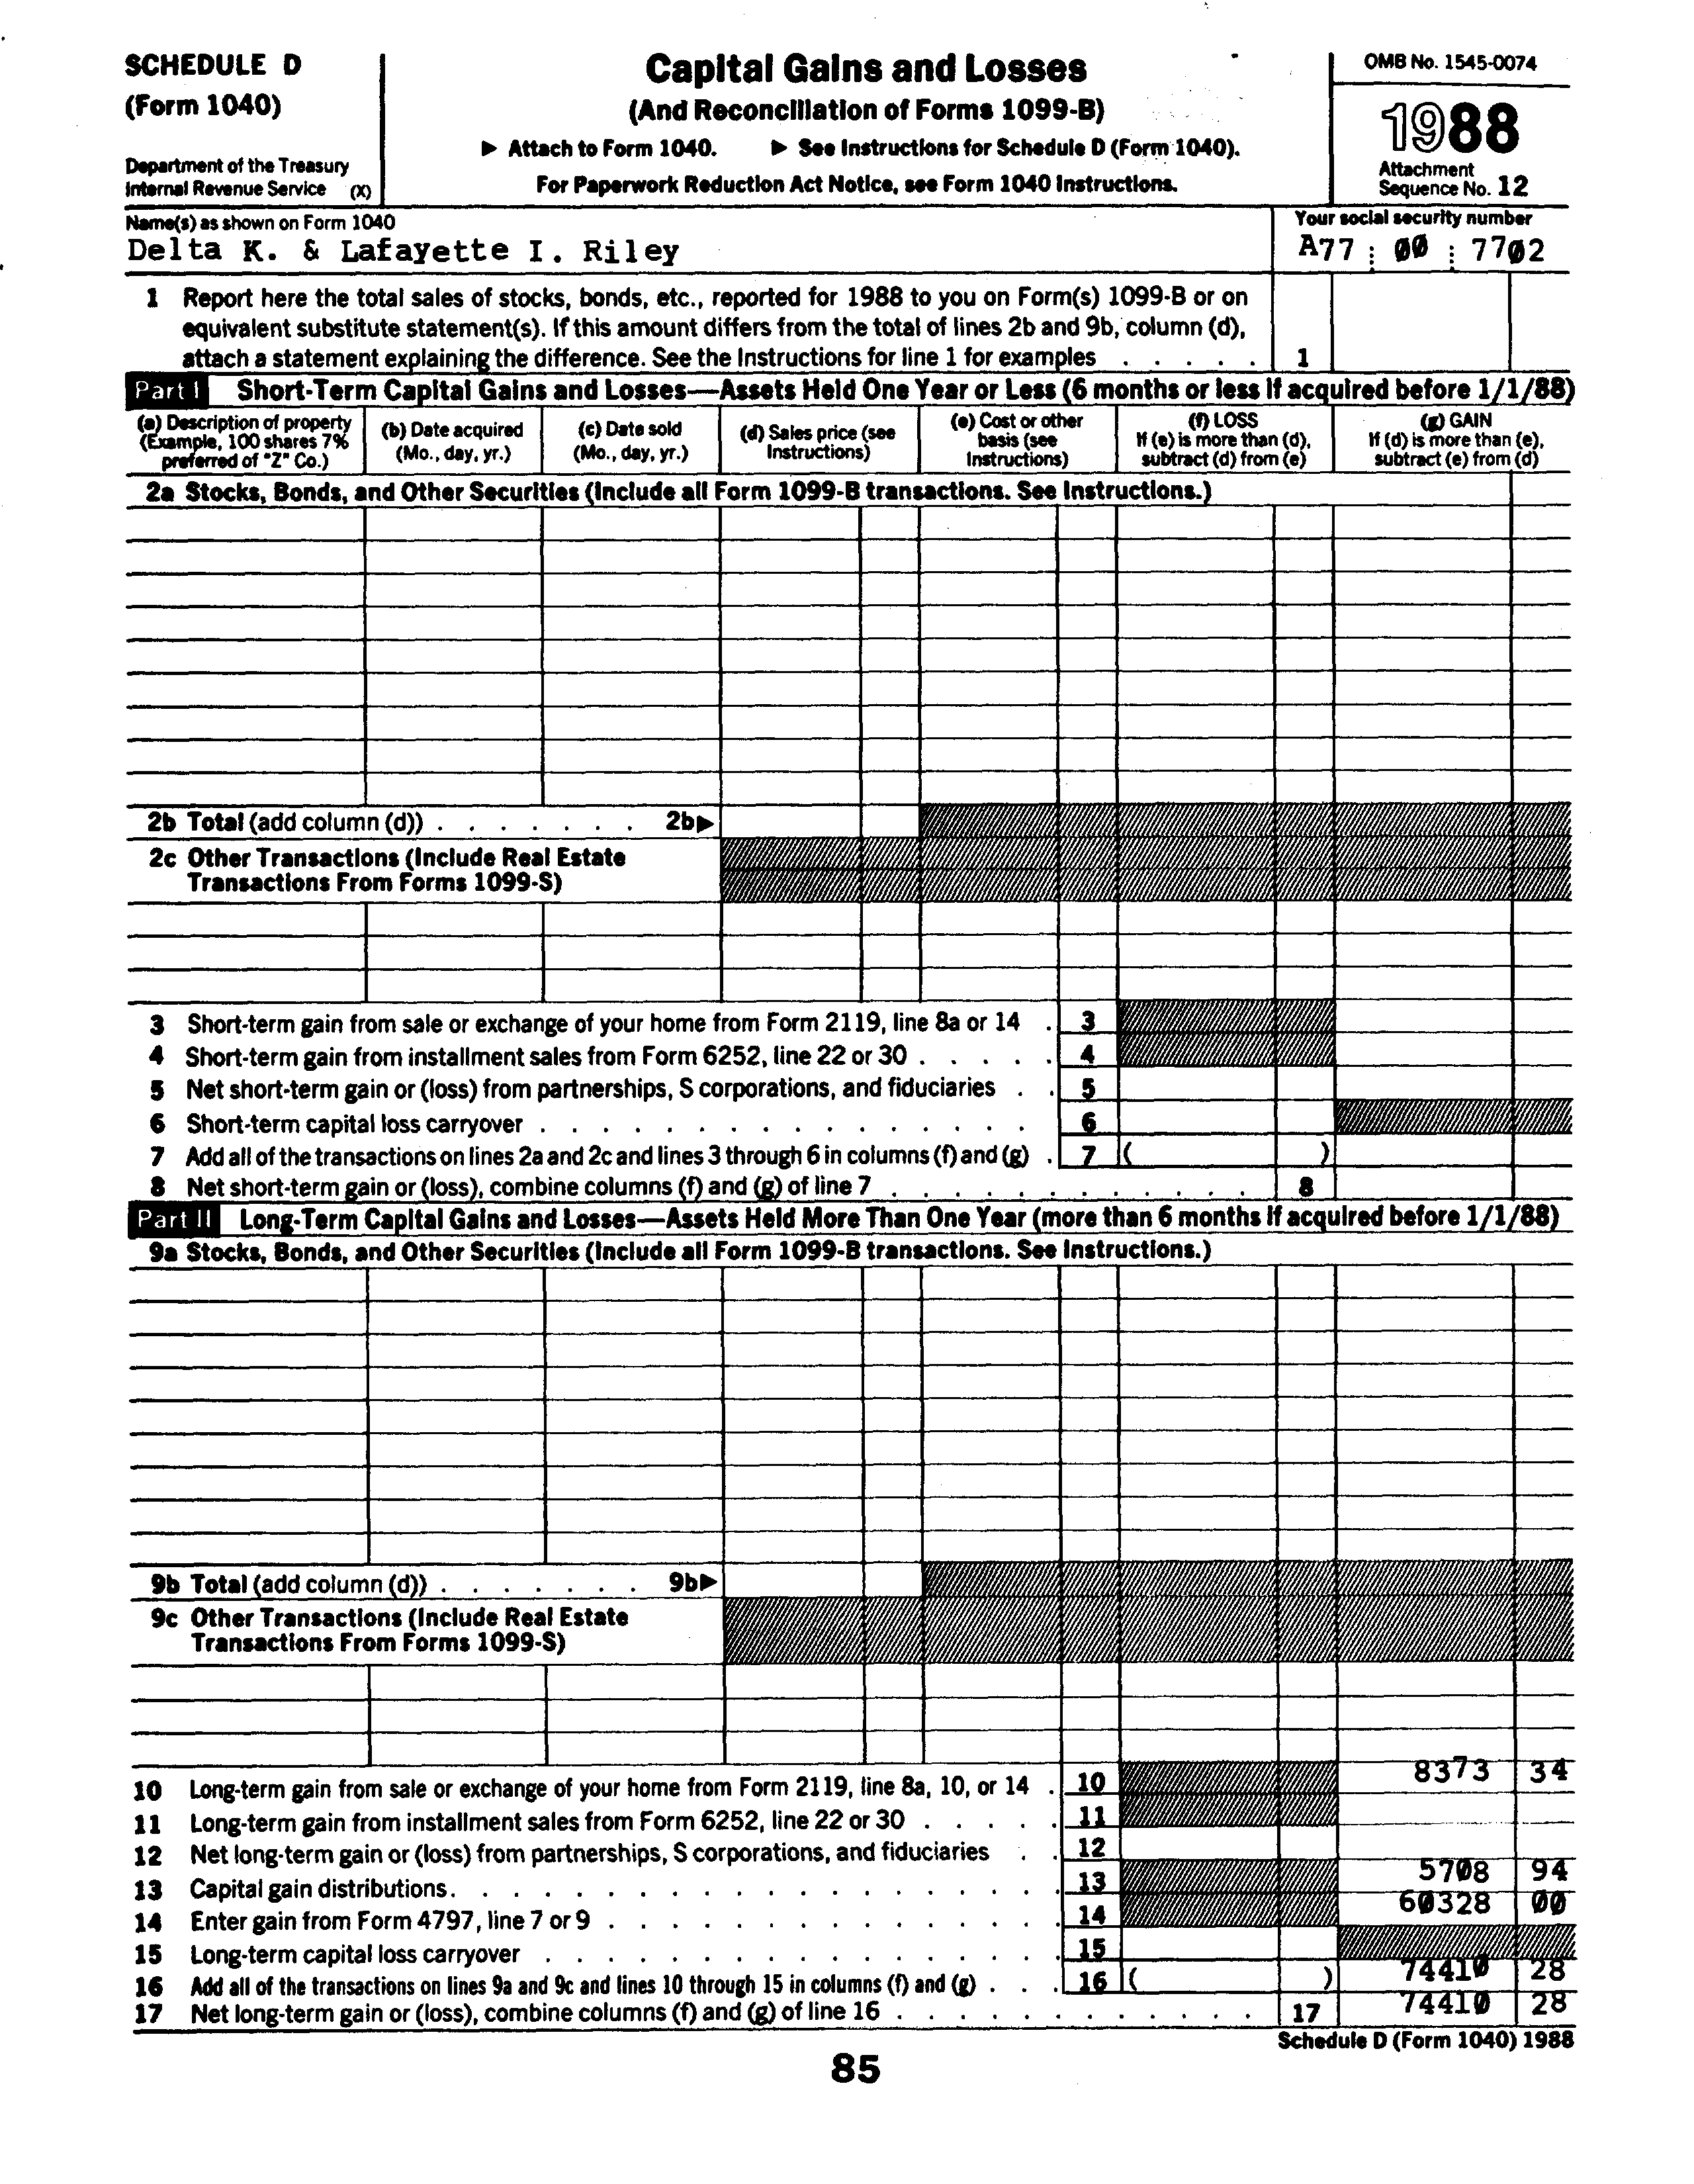 SCHEDULE D
(Form 1040)
Department of the Treasury
Internal Revenue Service (X)
Capital Gains and Losses
(And Reconciliation of Forms 1099-B)
▶ Attach to Form 1040. ▶ See Instructions for Schedule D (Form 1040).
For Paperwork Reduction Act Notice, see Form 1040 Instructions.
OMB No. 1545-0074
1988
Attachment
Sequence No. 12
Name(s) as shown on Form 1040
Delta K. & Lafayette I. Riley
Your social security number
A77 : 00 : 7702
1 Report here the total sales of stocks, bonds, etc., reported for 1988 to you on Form(s) 1099-B or on
equivalent substitute statement(s). If this amount differs from the total of lines 2b and 9b, column (d),
attach a statement explaining the difference. See the Instructions for line 1 for examples . . . . . 1
Part I Short-Term Capital Gains and Losses—Assets Held One Year or Less (6 months or less if acquired before 1/1/88)
(a) Description of property
(Example, 100 shares 7%
preferred of "Z" Co.)
(b) Date acquired
(Mo., day, yr.)
(c) Date sold
(Mo., day, yr.)
(d) Sales price (see
Instructions)
(e) Cost or other
basis (see
Instructions)
(f) LOSS
If (e) is more than (d),
subtract (d) from (e)
(g) GAIN
If (d) is more than (e),
subtract (e) from (d)
2a Stocks, Bonds, and Other Securities (Include all Form 1099-B transactions. See Instructions.)
2b Total (add column (d)) . . . . . . . 2b▶
2c Other Transactions (Include Real Estate
Transactions From Forms 1099-S)
3 Short-term gain from sale or exchange of your home from Form 2119, line 8a or 14 . 3
4 Short-term gain from installment sales from Form 6252, line 22 or 30 . . . . . 4
5 Net short-term gain or (loss) from partnerships, S corporations, and fiduciaries . . 5
6 Short-term capital loss carryover . . . . . . . . . . . . . . . . 6
7 Add all of the transactions on lines 2a and 2c and lines 3 through 6 in columns (f) and (g) . 7 ( )
8 Net short-term gain or (loss), combine columns (f) and (g) of line 7 . . . . . . . . . . . . 8
Part II Long-Term Capital Gains and Losses—Assets Held More Than One Year (more than 6 months if acquired before 1/1/88)
9a Stocks, Bonds, and Other Securities (Include all Form 1099-B transactions. See Instructions.)
9b Total (add column (d)) . . . . . . . 9b▶
9c Other Transactions (Include Real Estate
Transactions From Forms 1099-S)
10 Long-term gain from sale or exchange of your home from Form 2119, line 8a, 10, or 14 . 10 8373 34
11 Long-term gain from installment sales from Form 6252, line 22 or 30 . . . . . 11
12 Net long-term gain or (loss) from partnerships, S corporations, and fiduciaries . . 12
13 Capital gain distributions . . . . . . . . . . . . . . . . . . 13 5708 94
14 Enter gain from Form 4797, line 7 or 9 . . . . . . . . . . . . . . 14 60328 00
15 Long-term capital loss carryover . . . . . . . . . . . . . . . . 15
16 Add all of the transactions on lines 9a and 9c and lines 10 through 15 in columns (f) and (g) . . . 16 ( ) 74410 28
17 Net long-term gain or (loss), combine columns (f) and (g) of line 16 . . . . . . . . . . . . 17 74410 28
Schedule D (Form 1040) 1988
85